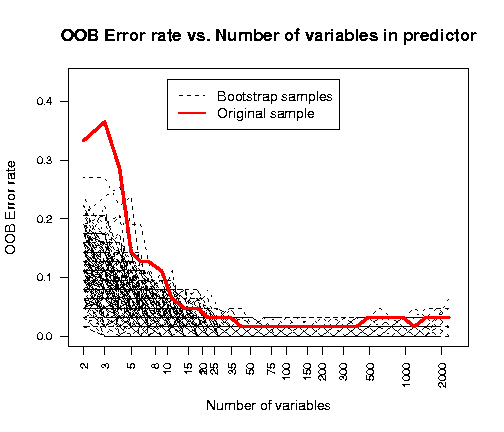 OOB Error rate vs. Number of variables in predictor
Bootstrap samples
Original sample
OOB Error rate
0.4
0.3
0.2
0.1
0.0
2 3 5 8 10 15 20 25 35 50 75 100 150 200 300 500 1000 2000
Number of variables